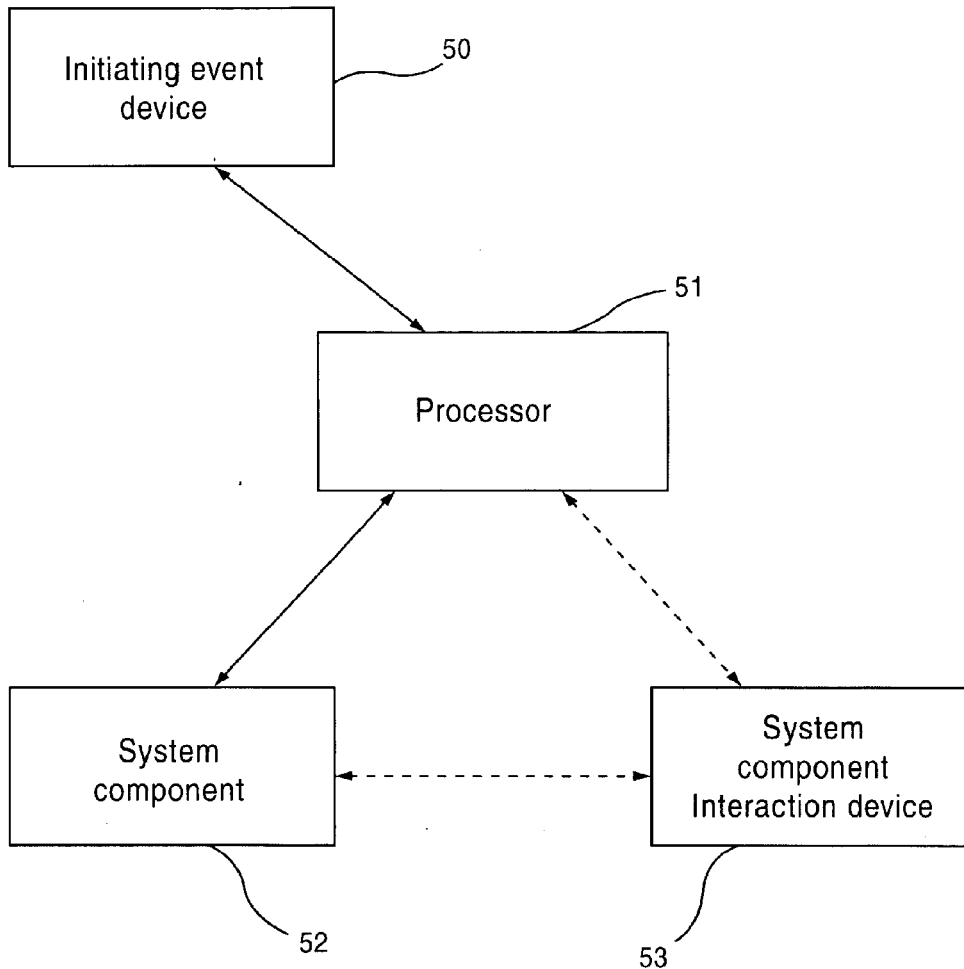 50
Initiating event
device
51
Processor
System
component
System
component
Interaction device
52
53